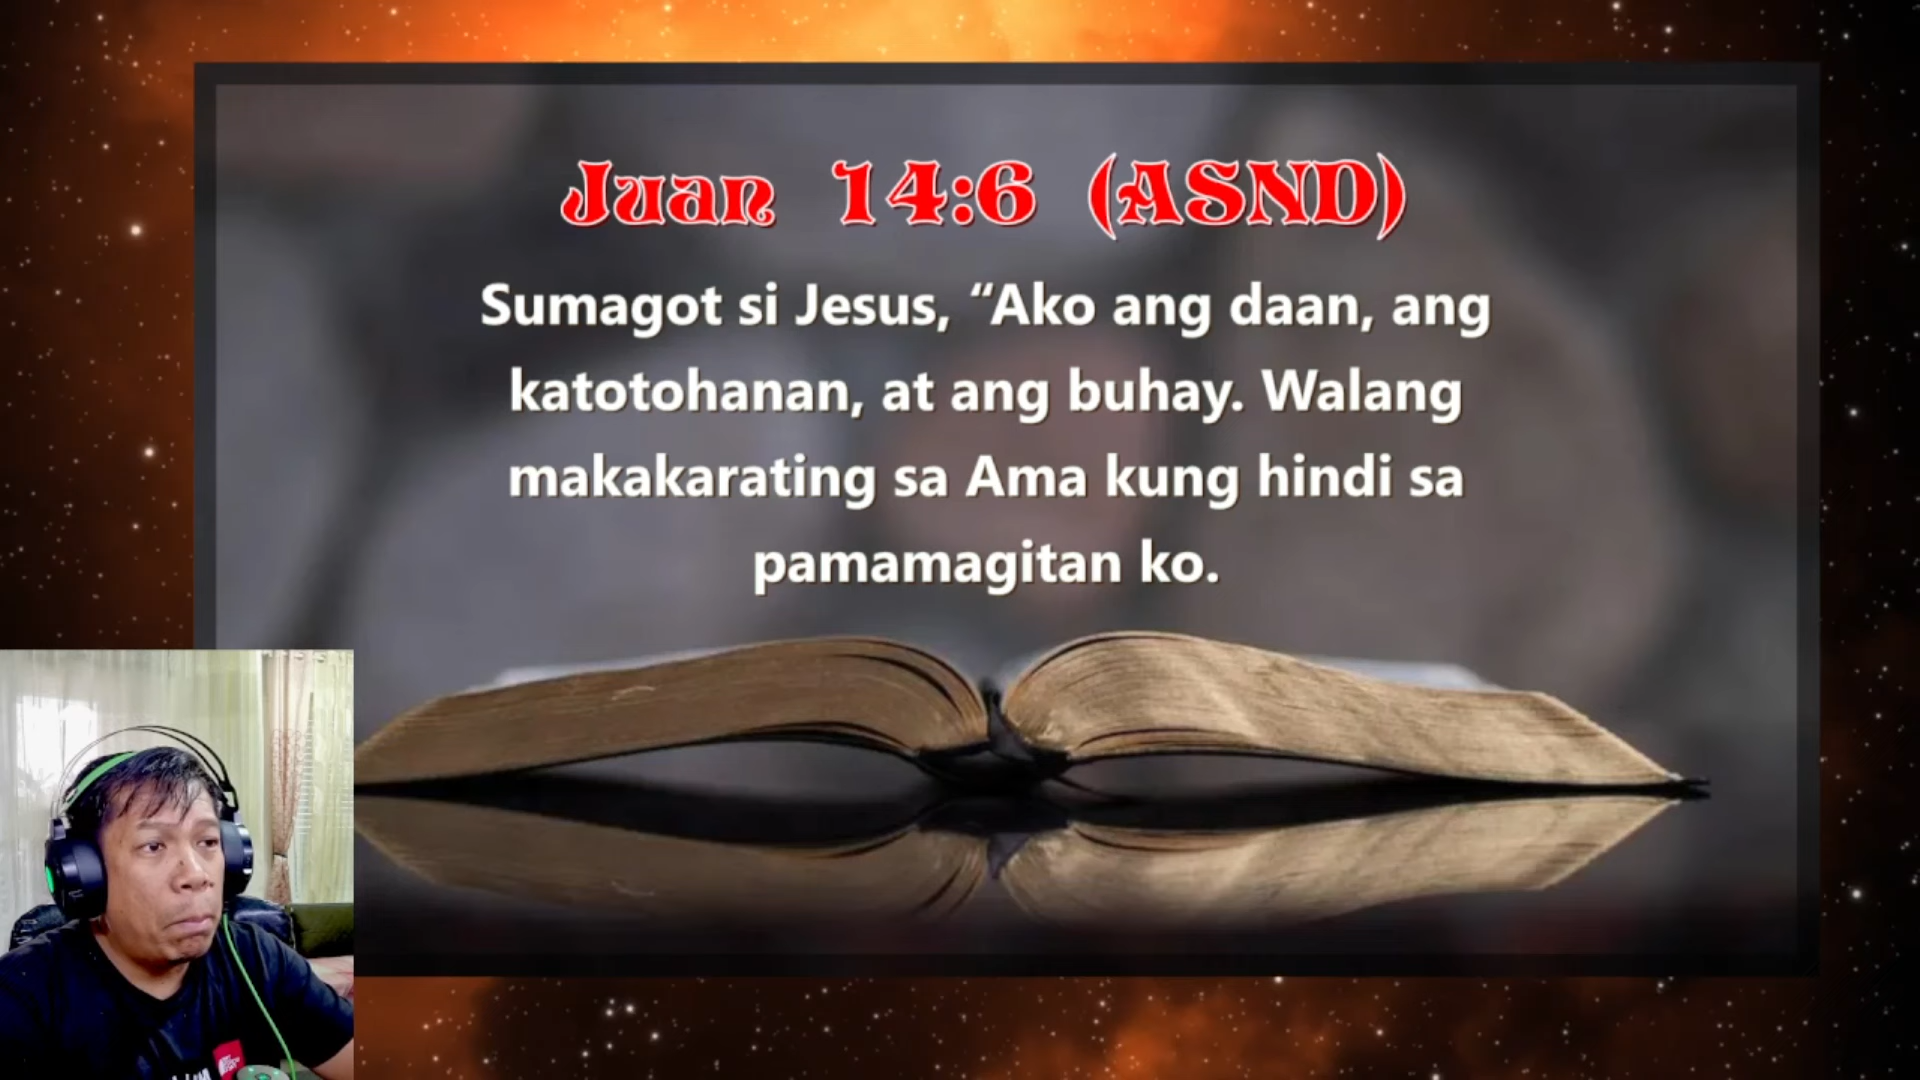 Juan 14:6 (ASND)
Sumagot si Jesus, “Ako ang daan, ang
katotohanan, at ang buhay. Walang
makakarating sa Ama kung hindi sa
pamamagitan ko.